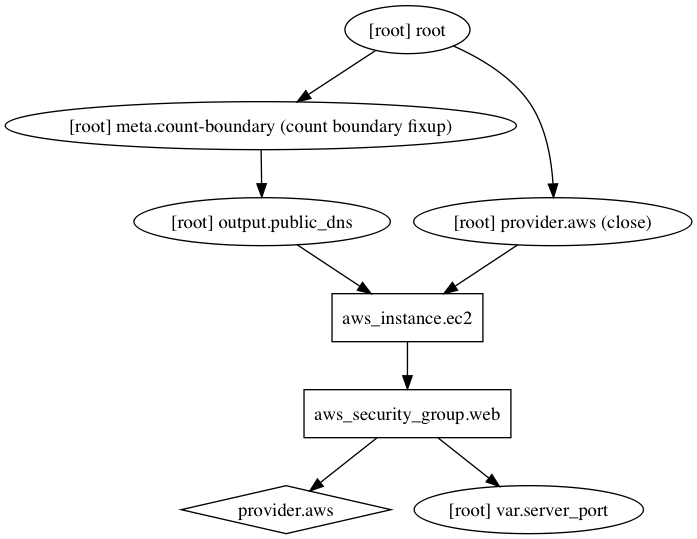 [root] root
[root] meta.count-boundary (count boundary fixup)
[root] output.public_dns
[root] provider.aws (close)
aws_instance.ec2
aws_security_group.web
provider.aws
[root] var.server_port